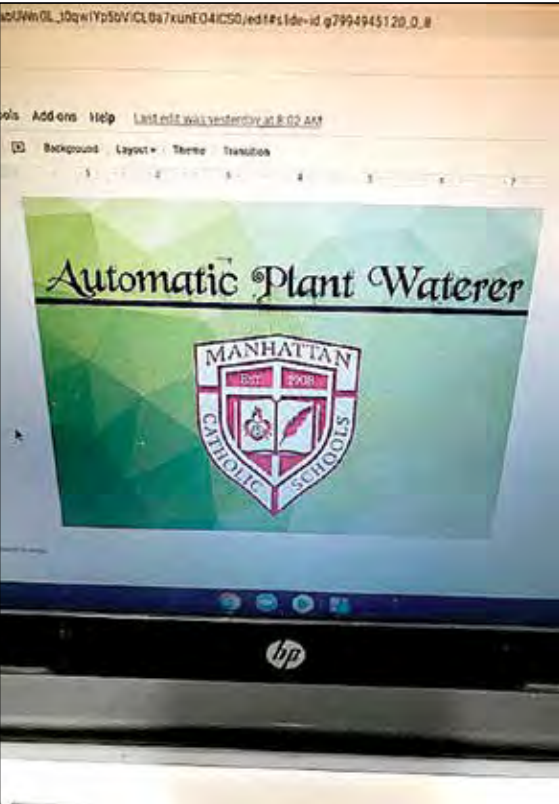 Add-ons Help Last edit was yesterday at 8:02 AM
Background Layout Theme Transition
Automatic Plant Waterer
MANHATTAN
EST 1908
CATHOLIC SCHOOLS
hp